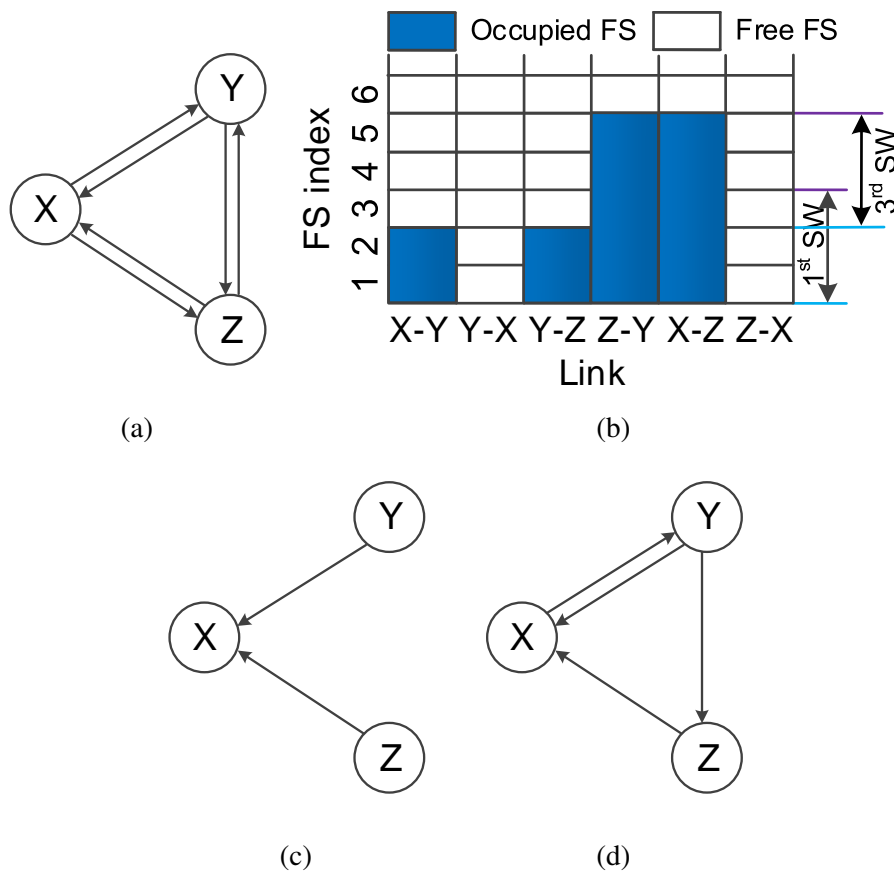 Y
X
Z
(a)
Occupied FS
Free FS
FS index
6
5
4
3
2
1
1st SW
3rd SW
X-Y Y-X Y-Z Z-Y X-Z Z-X
Link
(b)
Y
X
Z
(c)
Y
X
Z
(d)